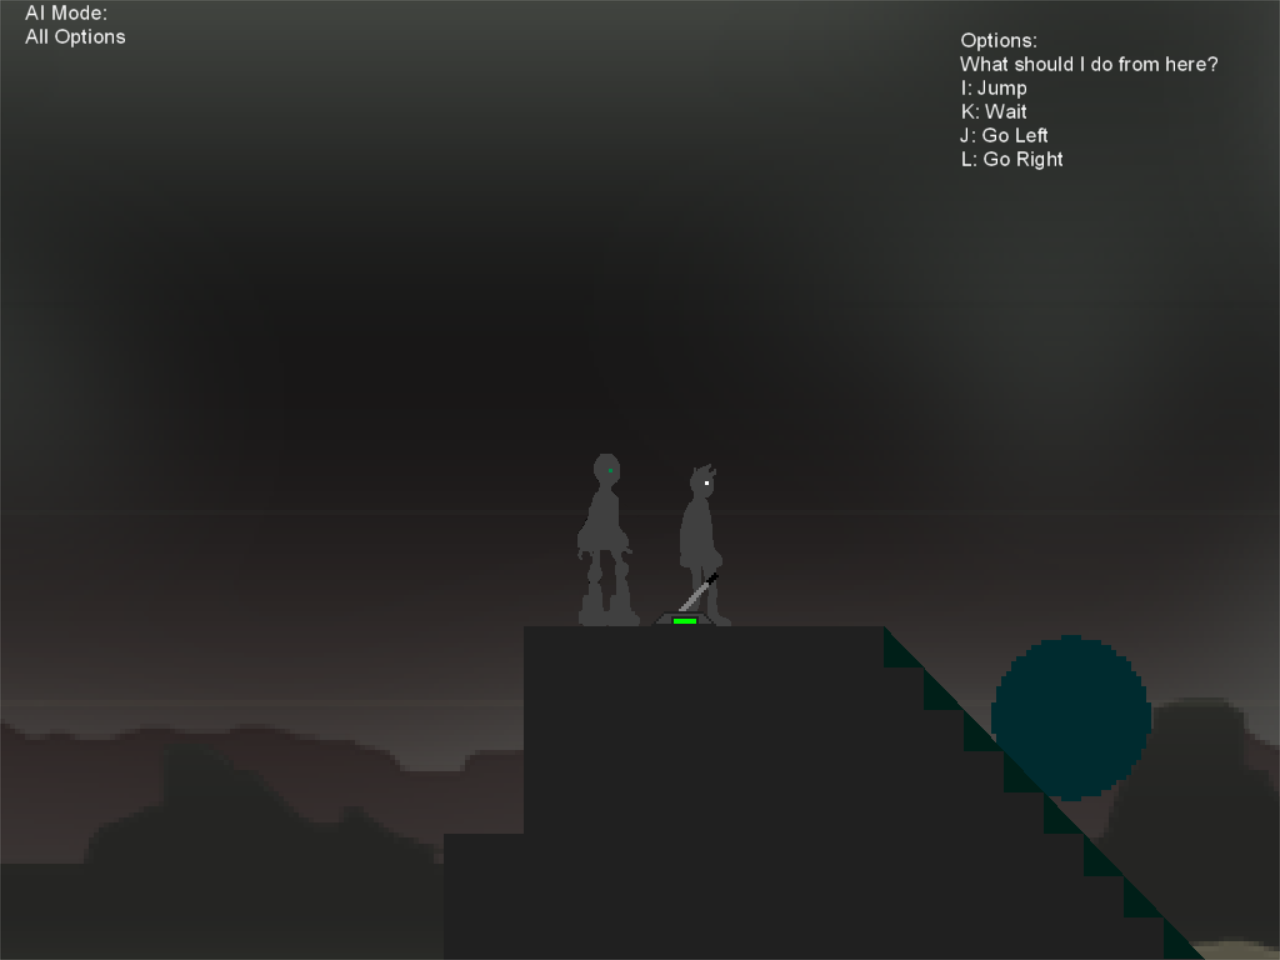 AI Mode:
All Options
Options:
What should I do from here?
I: Jump
K: Wait
J: Go Left
L: Go Right